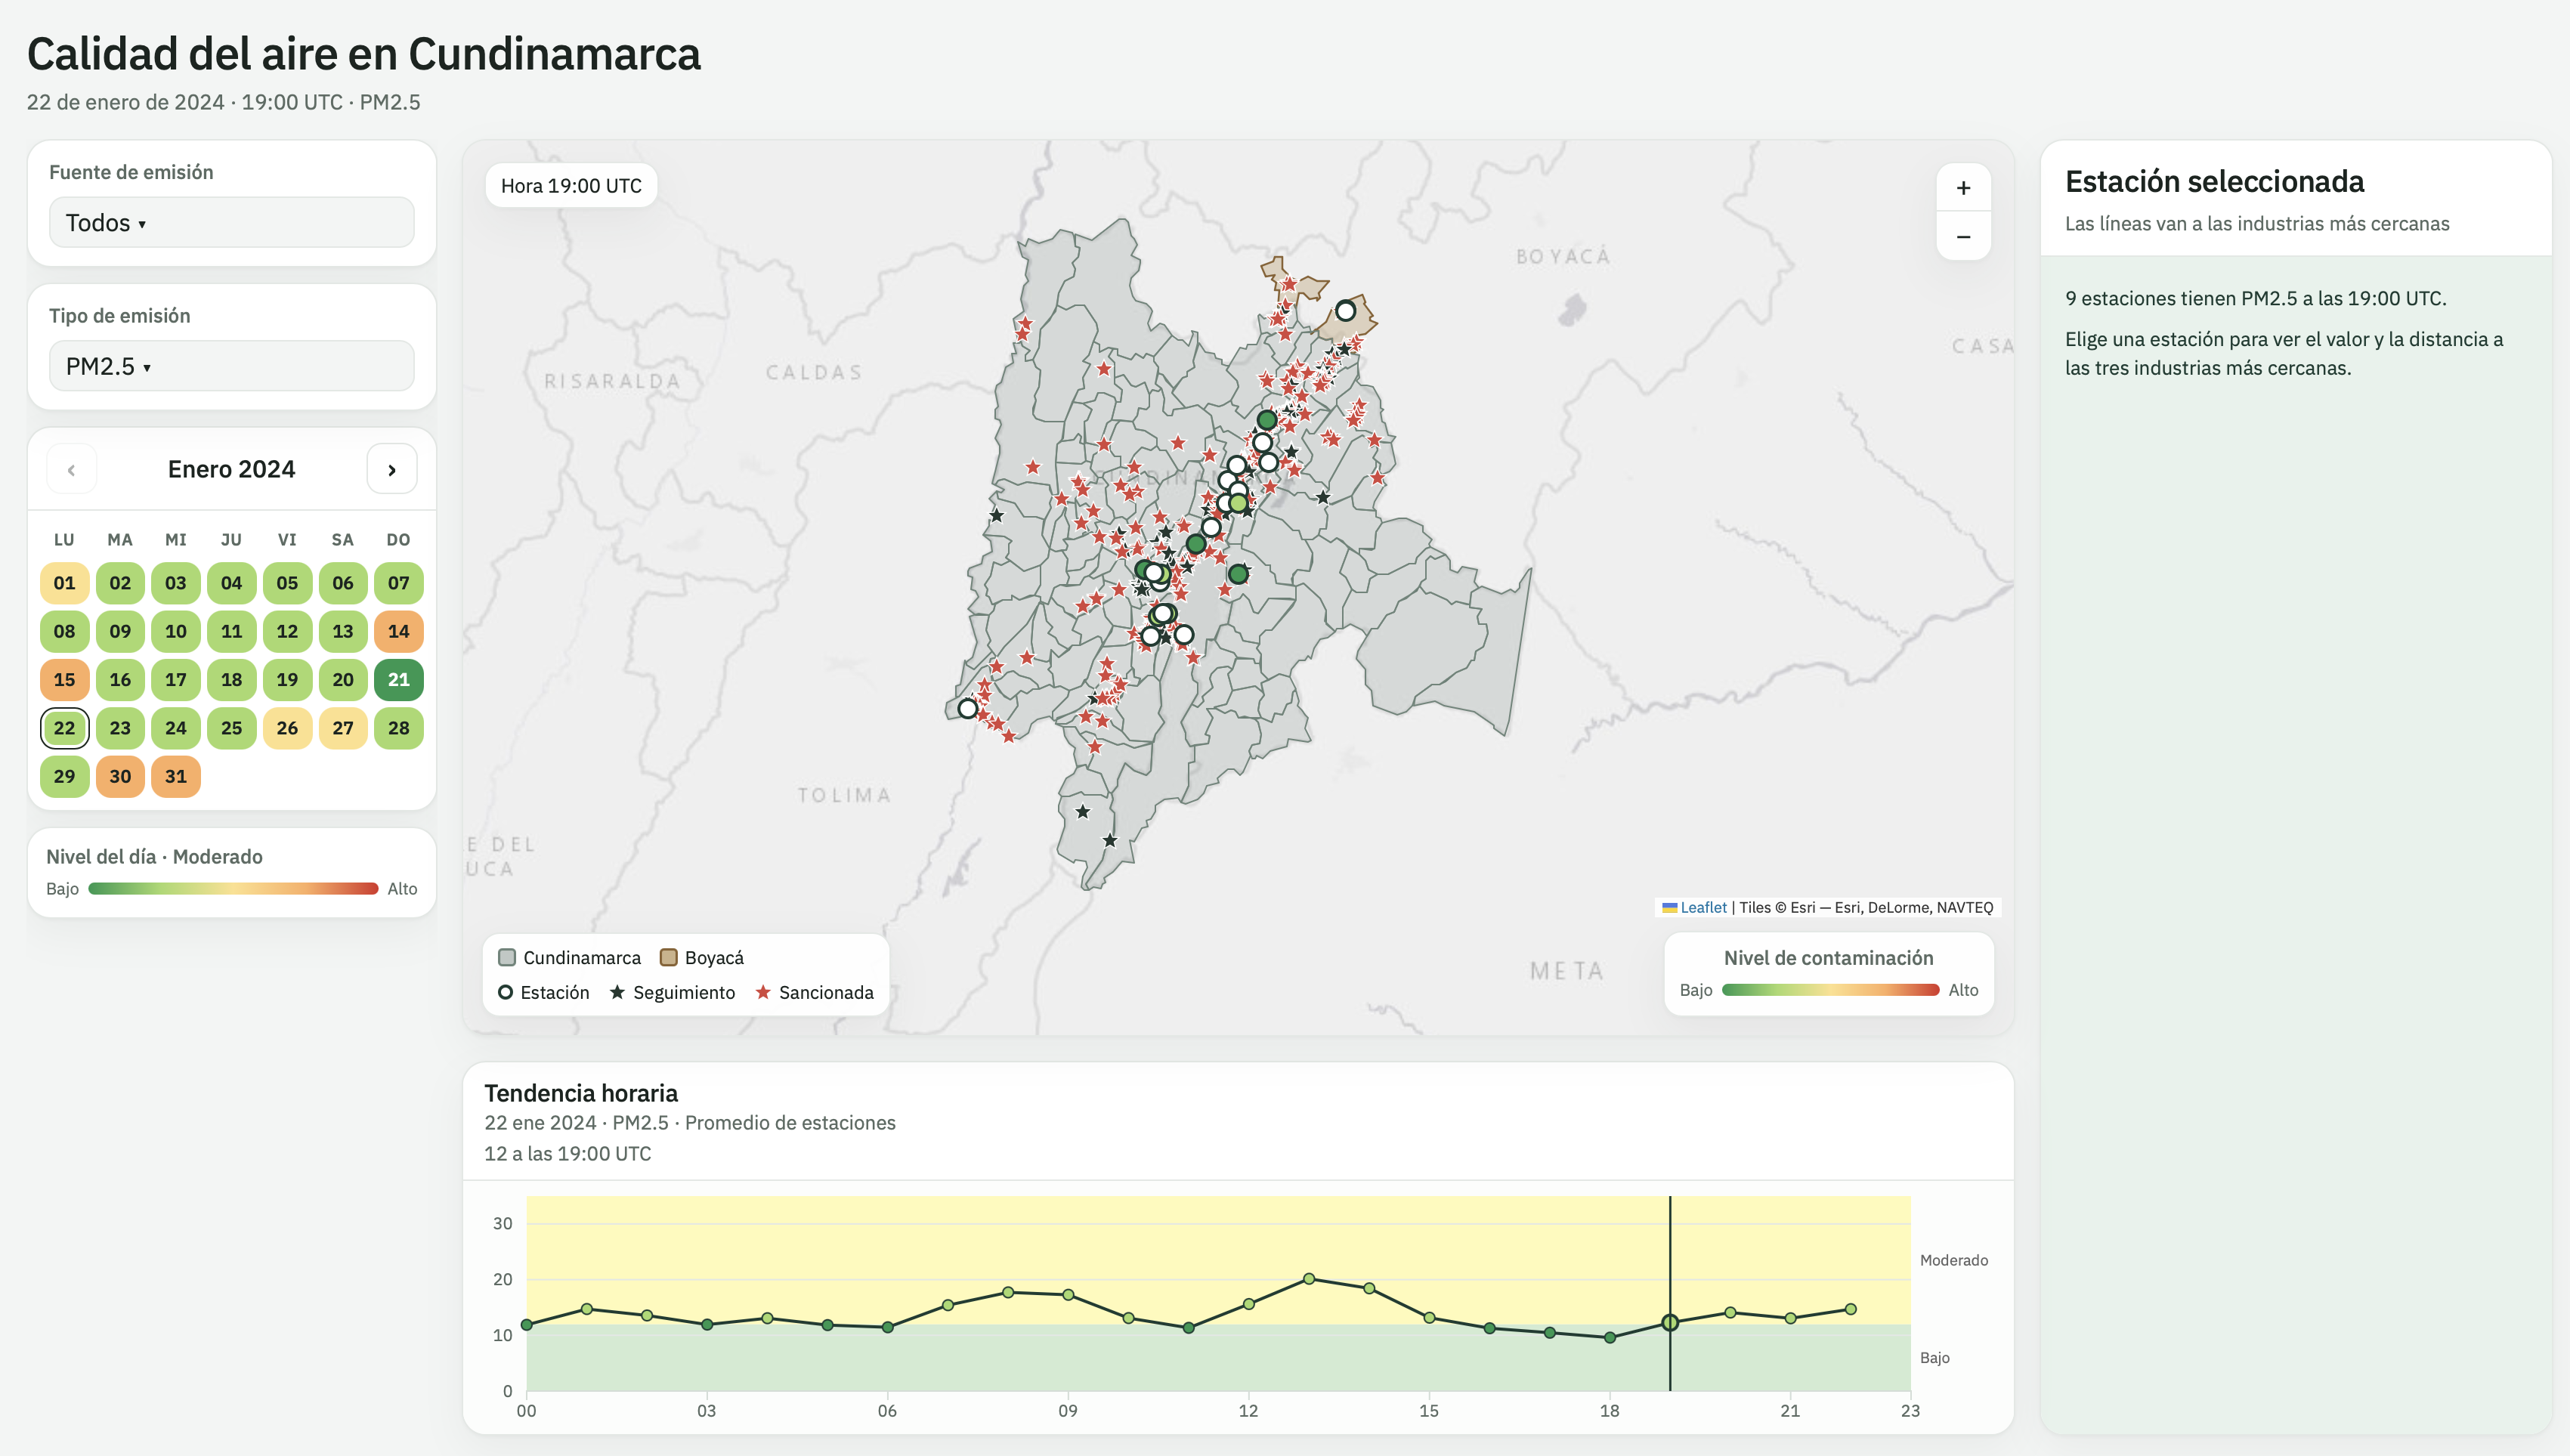 Calidad del aire en Cundinamarca
22 de enero de 2024 · 19:00 UTC · PM2.5
Fuente de emisión
Todos ▾
Tipo de emisión
PM2.5 ▾
‹ Enero 2024 ›
LU MA MI JU VI SA DO
01 02 03 04 05 06 07
08 09 10 11 12 13 14
15 16 17 18 19 20 21
22 23 24 25 26 27 28
29 30 31
Nivel del día · Moderado
Bajo Alto
Hora 19:00 UTC
+
−
BOYACÁ
CASA
RISARALDA
CALDAS
TOLIMA
E DEL
UCA
META
Leaflet | Tiles © Esri — Esri, DeLorme, NAVTEQ
Cundinamarca Boyacá
Estación Seguimiento Sancionada
Nivel de contaminación
Bajo Alto
Tendencia horaria
22 ene 2024 · PM2.5 · Promedio de estaciones
12 a las 19:00 UTC
30
20
10
0
Moderado
Bajo
00 03 06 09 12 15 18 21 23
Estación seleccionada
Las líneas van a las industrias más cercanas
9 estaciones tienen PM2.5 a las 19:00 UTC.
Elige una estación para ver el valor y la distancia a
las tres industrias más cercanas.